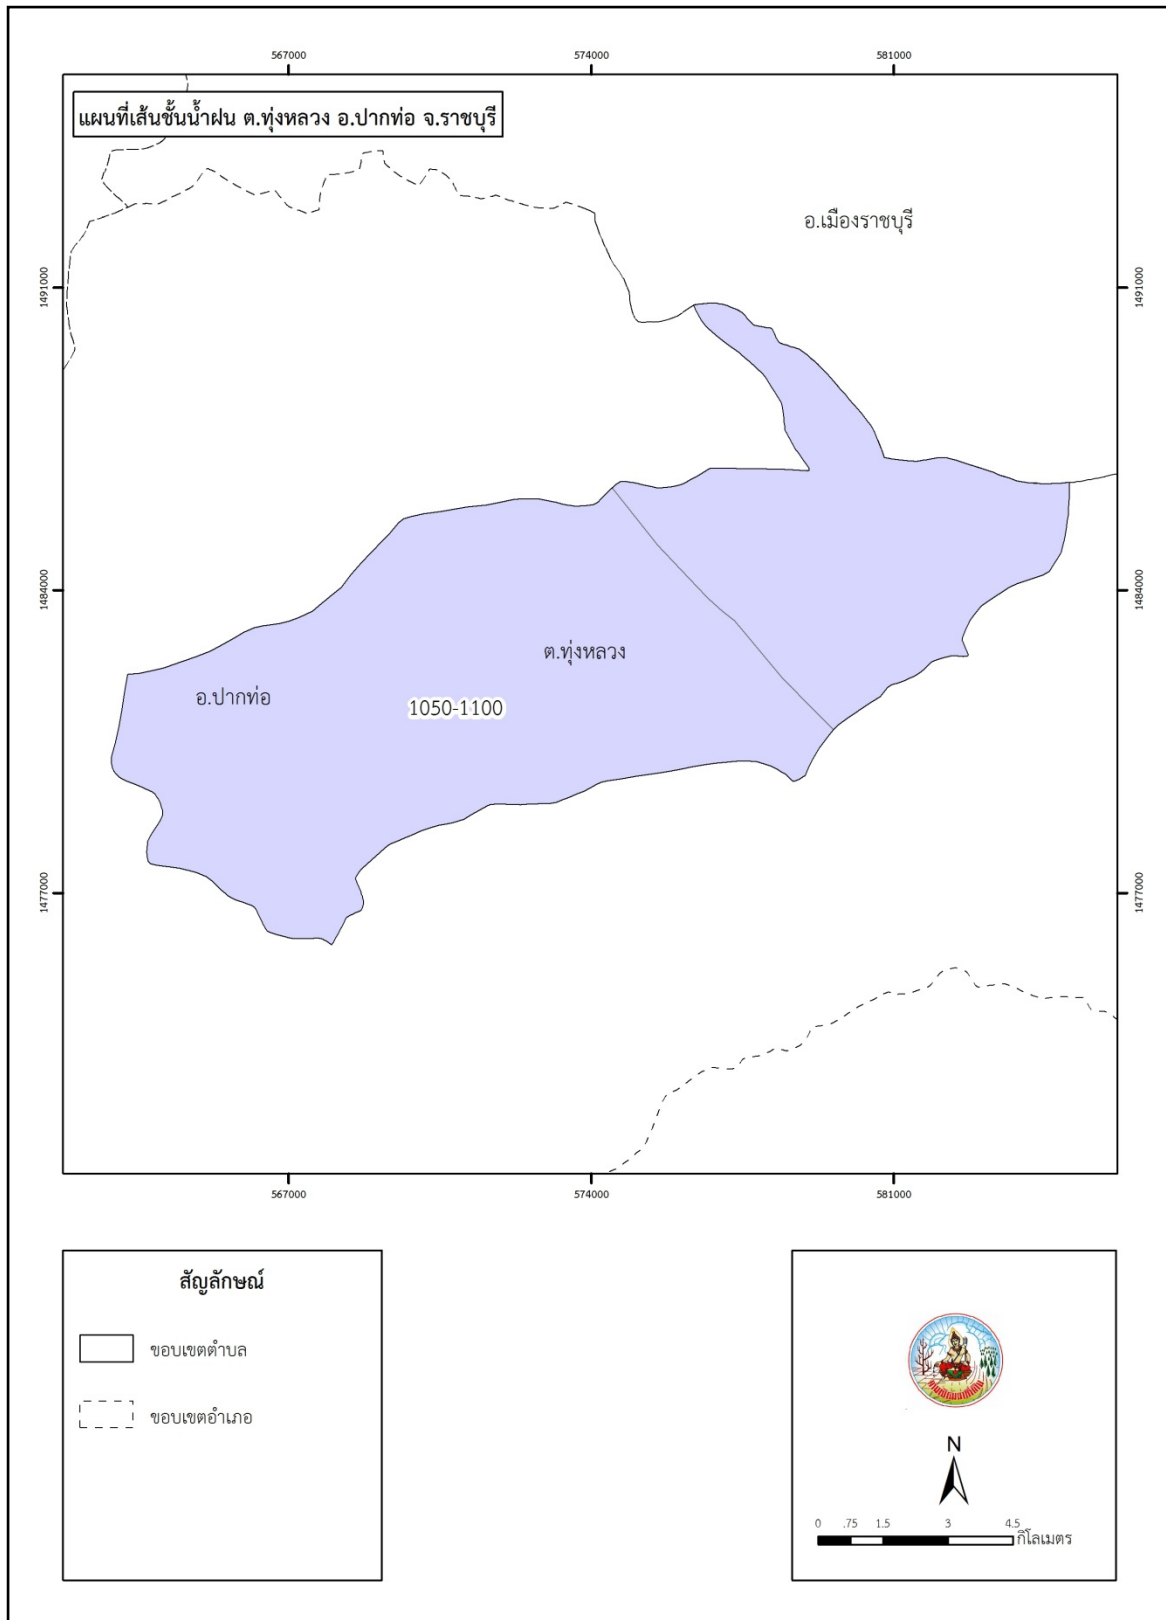 567000 574000 581000
แผนที่เส้นชั้นน้ำฝน ต.ทุ่งหลวง อ.ปากท่อ จ.ราชบุรี
อ.เมืองราชบุรี
1491000 1491000
1484000 1484000
ต.ทุ่งหลวง
อ.ปากท่อ
1050-1100
1477000 1477000
567000 574000 581000
สัญลักษณ์
ขอบเขตตำบล
ขอบเขตอำเภอ
N
0 .75 1.5 3 4.5
กิโลเมตร